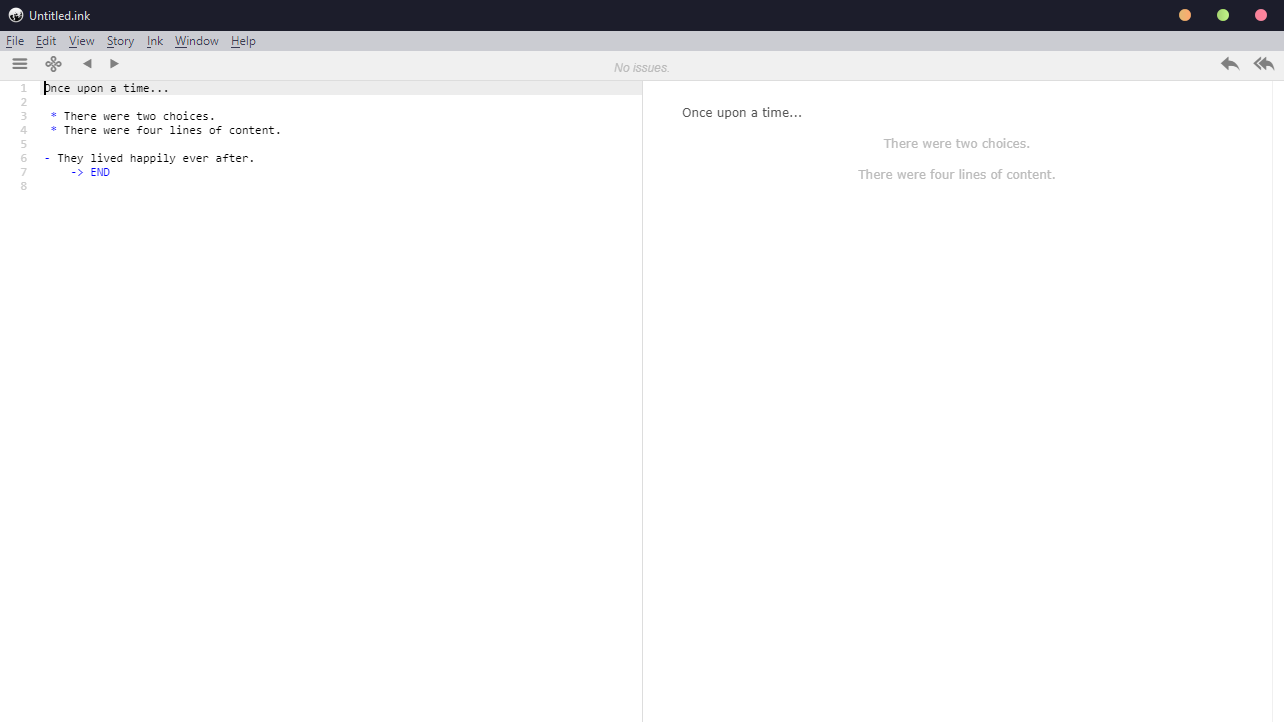 Untitled.ink
File Edit View Story Ink Window Help
No issues.
1 Once upon a time...
2
3 * There were two choices.
4 * There were four lines of content.
5
6 - They lived happily ever after.
7 -> END
8
Once upon a time...
There were two choices.
There were four lines of content.